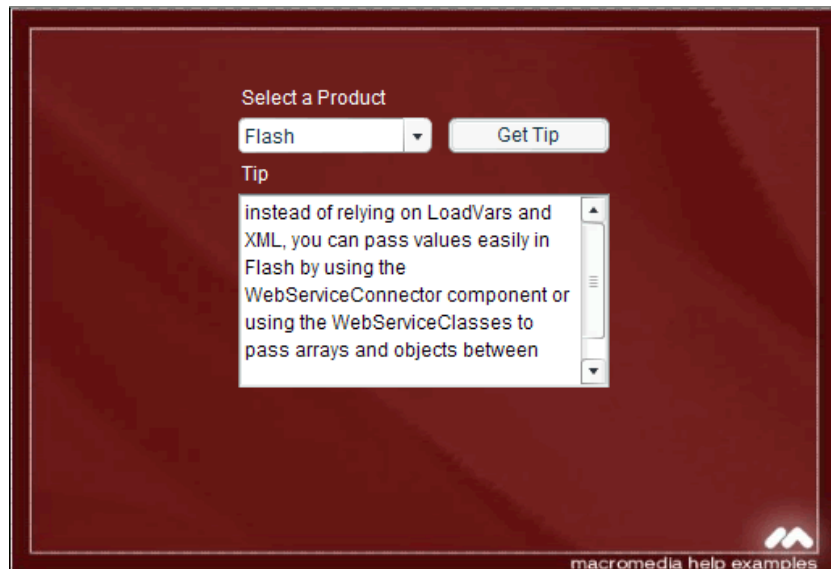 Select a Product
Flash
Get Tip
Tip
instead of relying on LoadVars and
XML, you can pass values easily in
Flash by using the
WebServiceConnector component or
using the WebServiceClasses to
pass arrays and objects between
macromedia help examples